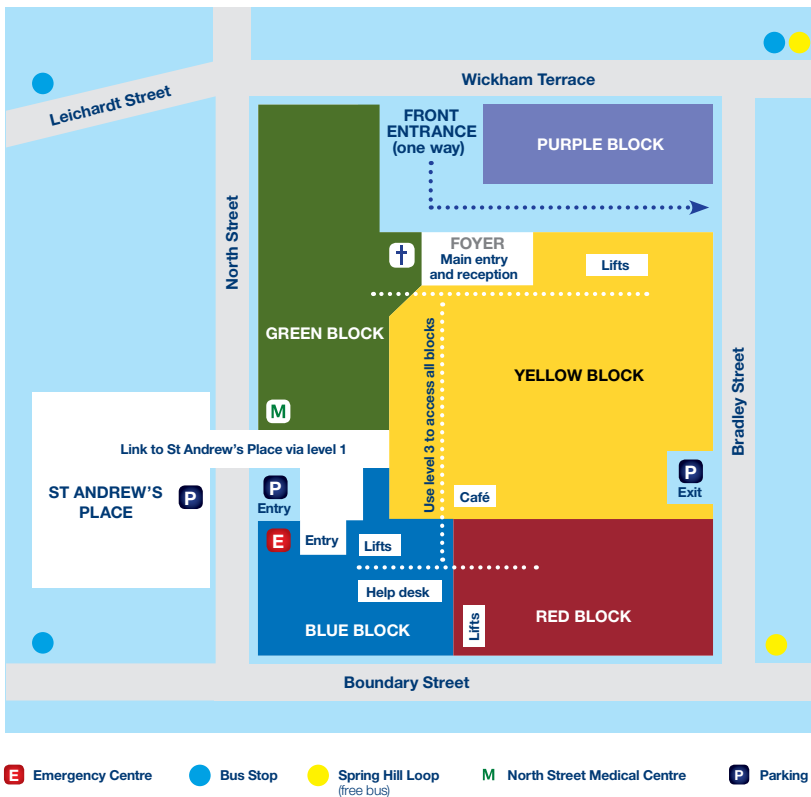 Wickham Terrace
Leichardt Street
FRONT
ENTRANCE
(one way)
PURPLE BLOCK
North Street
FOYER
Main entry
and reception
Lifts
GREEN BLOCK
Use level 3 to access all blocks
YELLOW BLOCK
Bradley Street
M
Link to St Andrew's Place via level 1
ST ANDREW'S
PLACE
P
P
Entry
Café
P
Exit
E
Entry
Lifts
Help desk
BLUE BLOCK
Lifts
RED BLOCK
Boundary Street
E Emergency Centre
Bus Stop
Spring Hill Loop
(free bus)
M North Street Medical Centre
P Parking